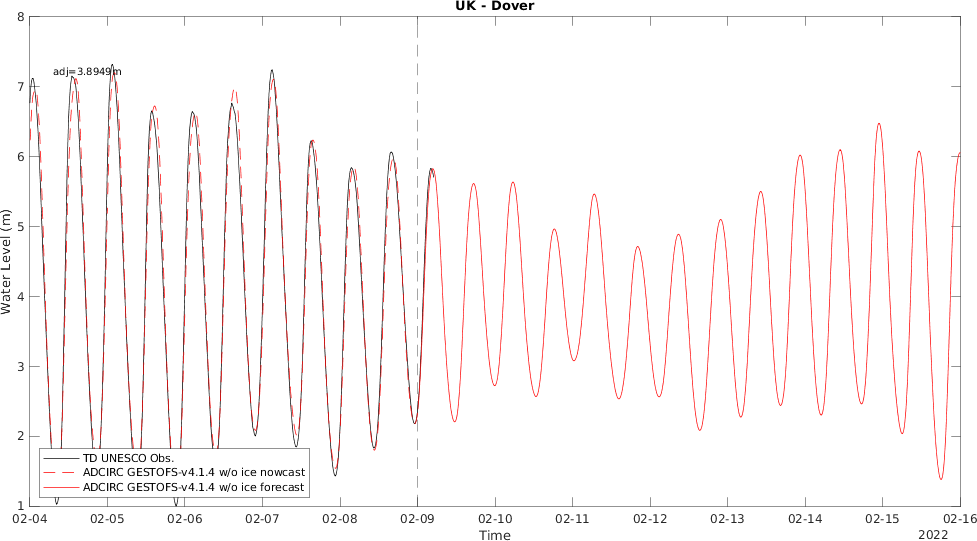 UK - Dover
adj=3.8949m
Water Level (m)
8
7
6
5
4
3
2
1
TD UNESCO Obs.
ADCIRC GESTOFS-v4.1.4 w/o ice nowcast
ADCIRC GESTOFS-v4.1.4 w/o ice forecast
02-04 02-05 02-06 02-07 02-08 02-09 02-10 02-11 02-12 02-13 02-14 02-15 02-16
Time
2022